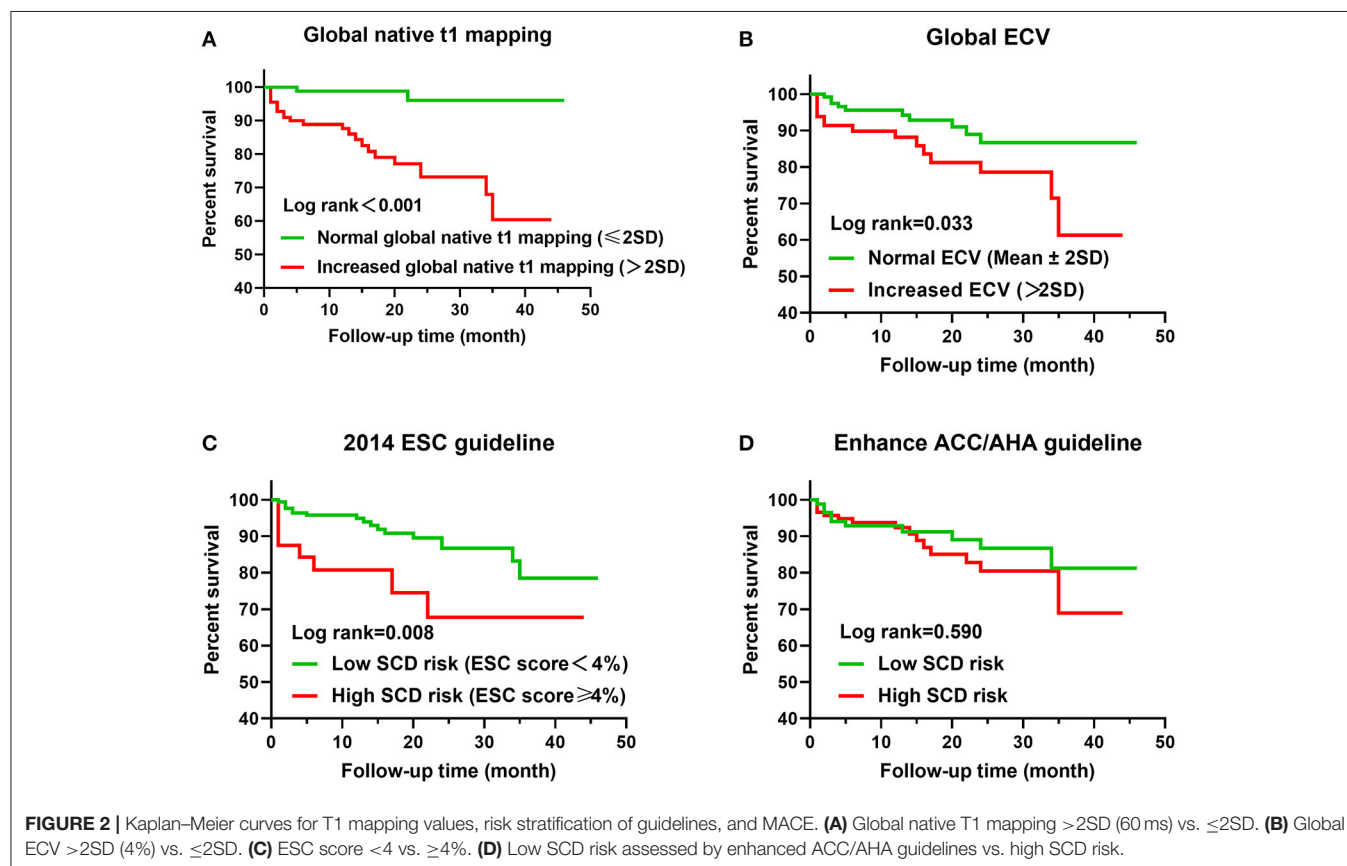 A
Global native t1 mapping
Percent survival
100
90
80
70
60
50
40
Log rank<0.001
Normal global native t1 mapping (≤2SD)
Increased global native t1 mapping (>2SD)
0 10 20 30 40 50
Follow-up time (month)
B
Global ECV
Percent survival
100
90
80
70
60
50
40
Log rank=0.033
Normal ECV (Mean ± 2SD)
Increased ECV (>2SD)
0 10 20 30 40 50
Follow-up time (month)
C
2014 ESC guideline
Percent survival
100
90
80
70
60
50
40
Log rank=0.008
Low SCD risk (ESC score<4%)
High SCD risk (ESC score≥4%)
0 10 20 30 40 50
Follow-up time (month)
D
Enhance ACC/AHA guideline
Percent survival
100
90
80
70
60
50
40
Log rank=0.590
Low SCD risk
High SCD risk
0 10 20 30 40 50
Follow-up time (month)
FIGURE 2 | Kaplan–Meier curves for T1 mapping values, risk stratification of guidelines, and MACE. (A) Global native T1 mapping >2SD (60 ms) vs. ≤2SD. (B) Global
ECV >2SD (4%) vs. ≤2SD. (C) ESC score <4 vs. ≥4%. (D) Low SCD risk assessed by enhanced ACC/AHA guidelines vs. high SCD risk.